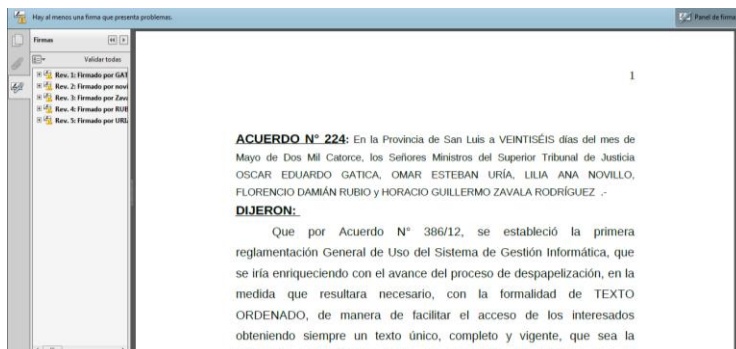 Hay al menos una firma que presenta problemas.
Panel de firma
Firmas
Validar todas
Rev. 1: Firmado por GAT
Rev. 2: Firmado por novi
Rev. 3: Firmado por Zava
Rev. 4: Firmado por RUB
Rev. 5: Firmado por URI
1
ACUERDO N° 224: En la Provincia de San Luis a VEINTISÉIS días del mes de
Mayo de Dos Mil Catorce, los Señores Ministros del Superior Tribunal de Justicia
OSCAR EDUARDO GATICA, OMAR ESTEBAN URÍA, LILIA ANA NOVILLO,
FLORENCIO DAMIÁN RUBIO y HORACIO GUILLERMO ZAVALA RODRÍGUEZ .-
DIJERON:
Que por Acuerdo N° 386/12, se estableció la primera
reglamentación General de Uso del Sistema de Gestión Informática, que
se iría enriqueciendo con el avance del proceso de despapelización, en la
medida que resultara necesario, con la formalidad de TEXTO
ORDENADO, de manera de facilitar el acceso de los interesados
obteniendo siempre un texto único, completo y vigente, que sea la